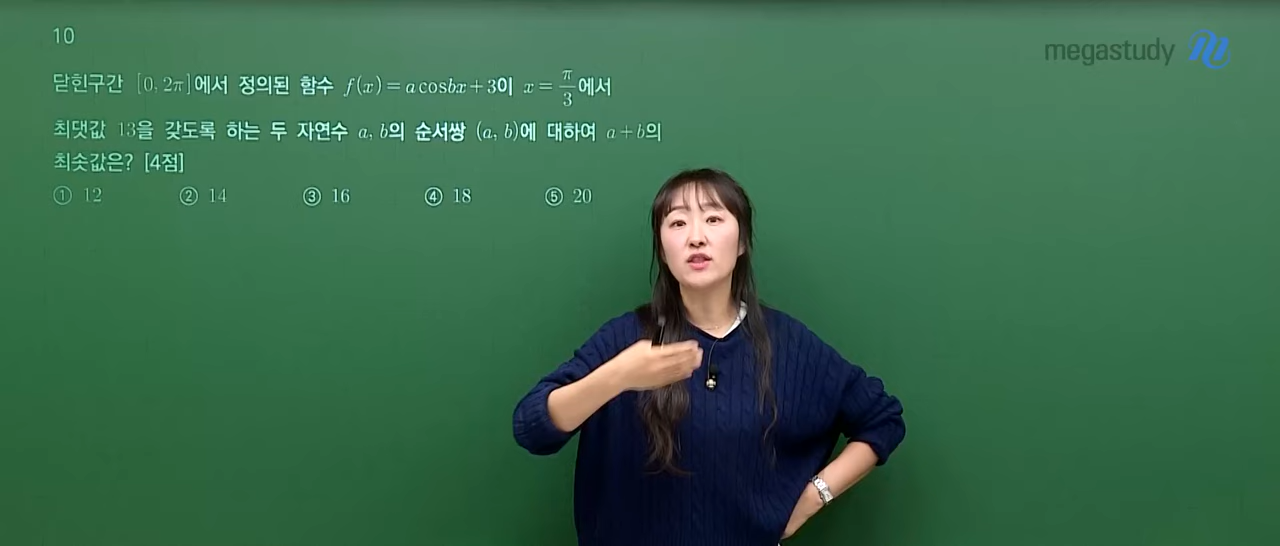 10
megastudy
닫힌구간 [0, 2π]에서 정의된 함수 f(x)=a cosbx+3이 x=π/3에서
최댓값 13을 갖도록 하는 두 자연수 a, b의 순서쌍 (a, b)에 대하여 a+b의
최솟값은? [4점]
① 12 ② 14 ③ 16 ④ 18 ⑤ 20